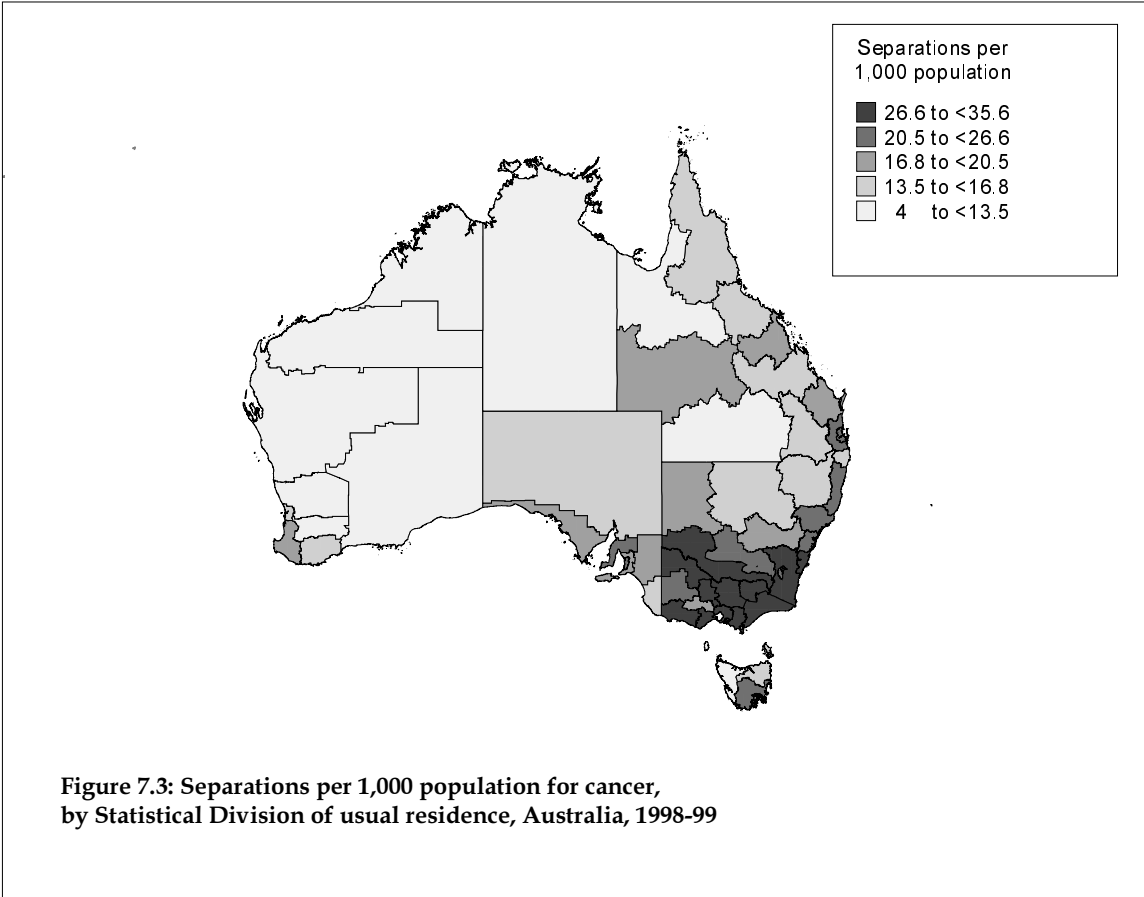 Separations per
1,000 population
26.6 to <35.6
20.5 to <26.6
16.8 to <20.5
13.5 to <16.8
4 to <13.5
Figure 7.3: Separations per 1,000 population for cancer,
by Statistical Division of usual residence, Australia, 1998-99